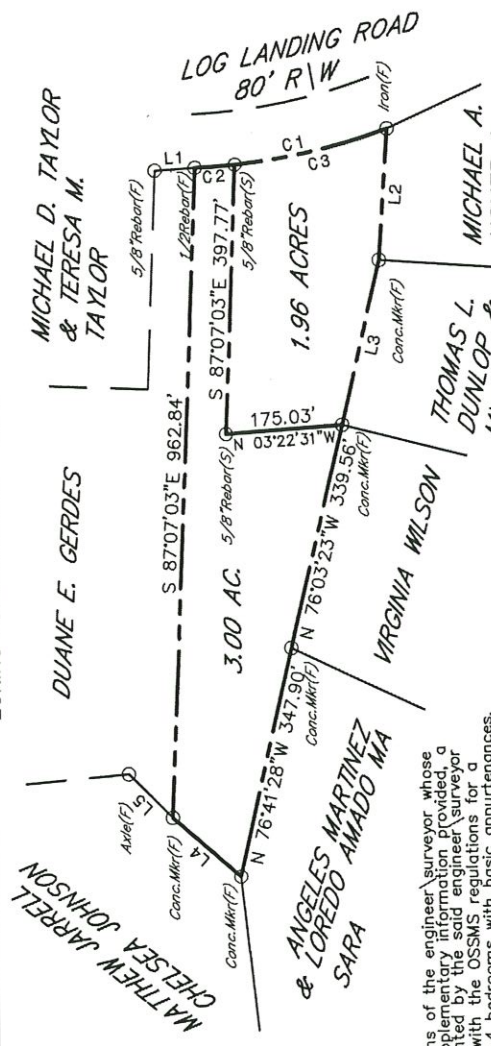 MICHAEL D. TAYLOR
& TERESA M.
TAYLOR
LOG LANDING ROAD
80' R\W
DUANE E. GERDES
5/8"Rebar(F)
L1
1/2Rebar(F)
C2
5/8"Rebar(S)
C1
C3
Iron(F)
S 87°07'03"E 962.84'
S 87°07'03"E 397.77'
1.96 ACRES
L2
MICHAEL A.
Axle(F)
L5
MATTHEW JARRELL
CHELSEA JOHNSON
Conc.Mkr(F)
L4
Conc.Mkr(F)
3.00 AC.
5/8"Rebar(S)
175.03'
N 03°22'31"W
L3
Conc.Mkr(F)
THOMAS L.
DUNLOP &
N 76°03'23"W 339.56'
Conc.Mkr(F)
VIRGINIA WILSON
N 76°41'28"W 347.90'
Conc.Mkr(F)
ANGELES MARTINEZ
& LOREDO AMADO MA
SARA
ns of the engineer\surveyor whose
pplementary information provided, a
nted by the said engineer\surveyor
with the OSSMS regulations for a
4 bedrooms with basic appurtenances.